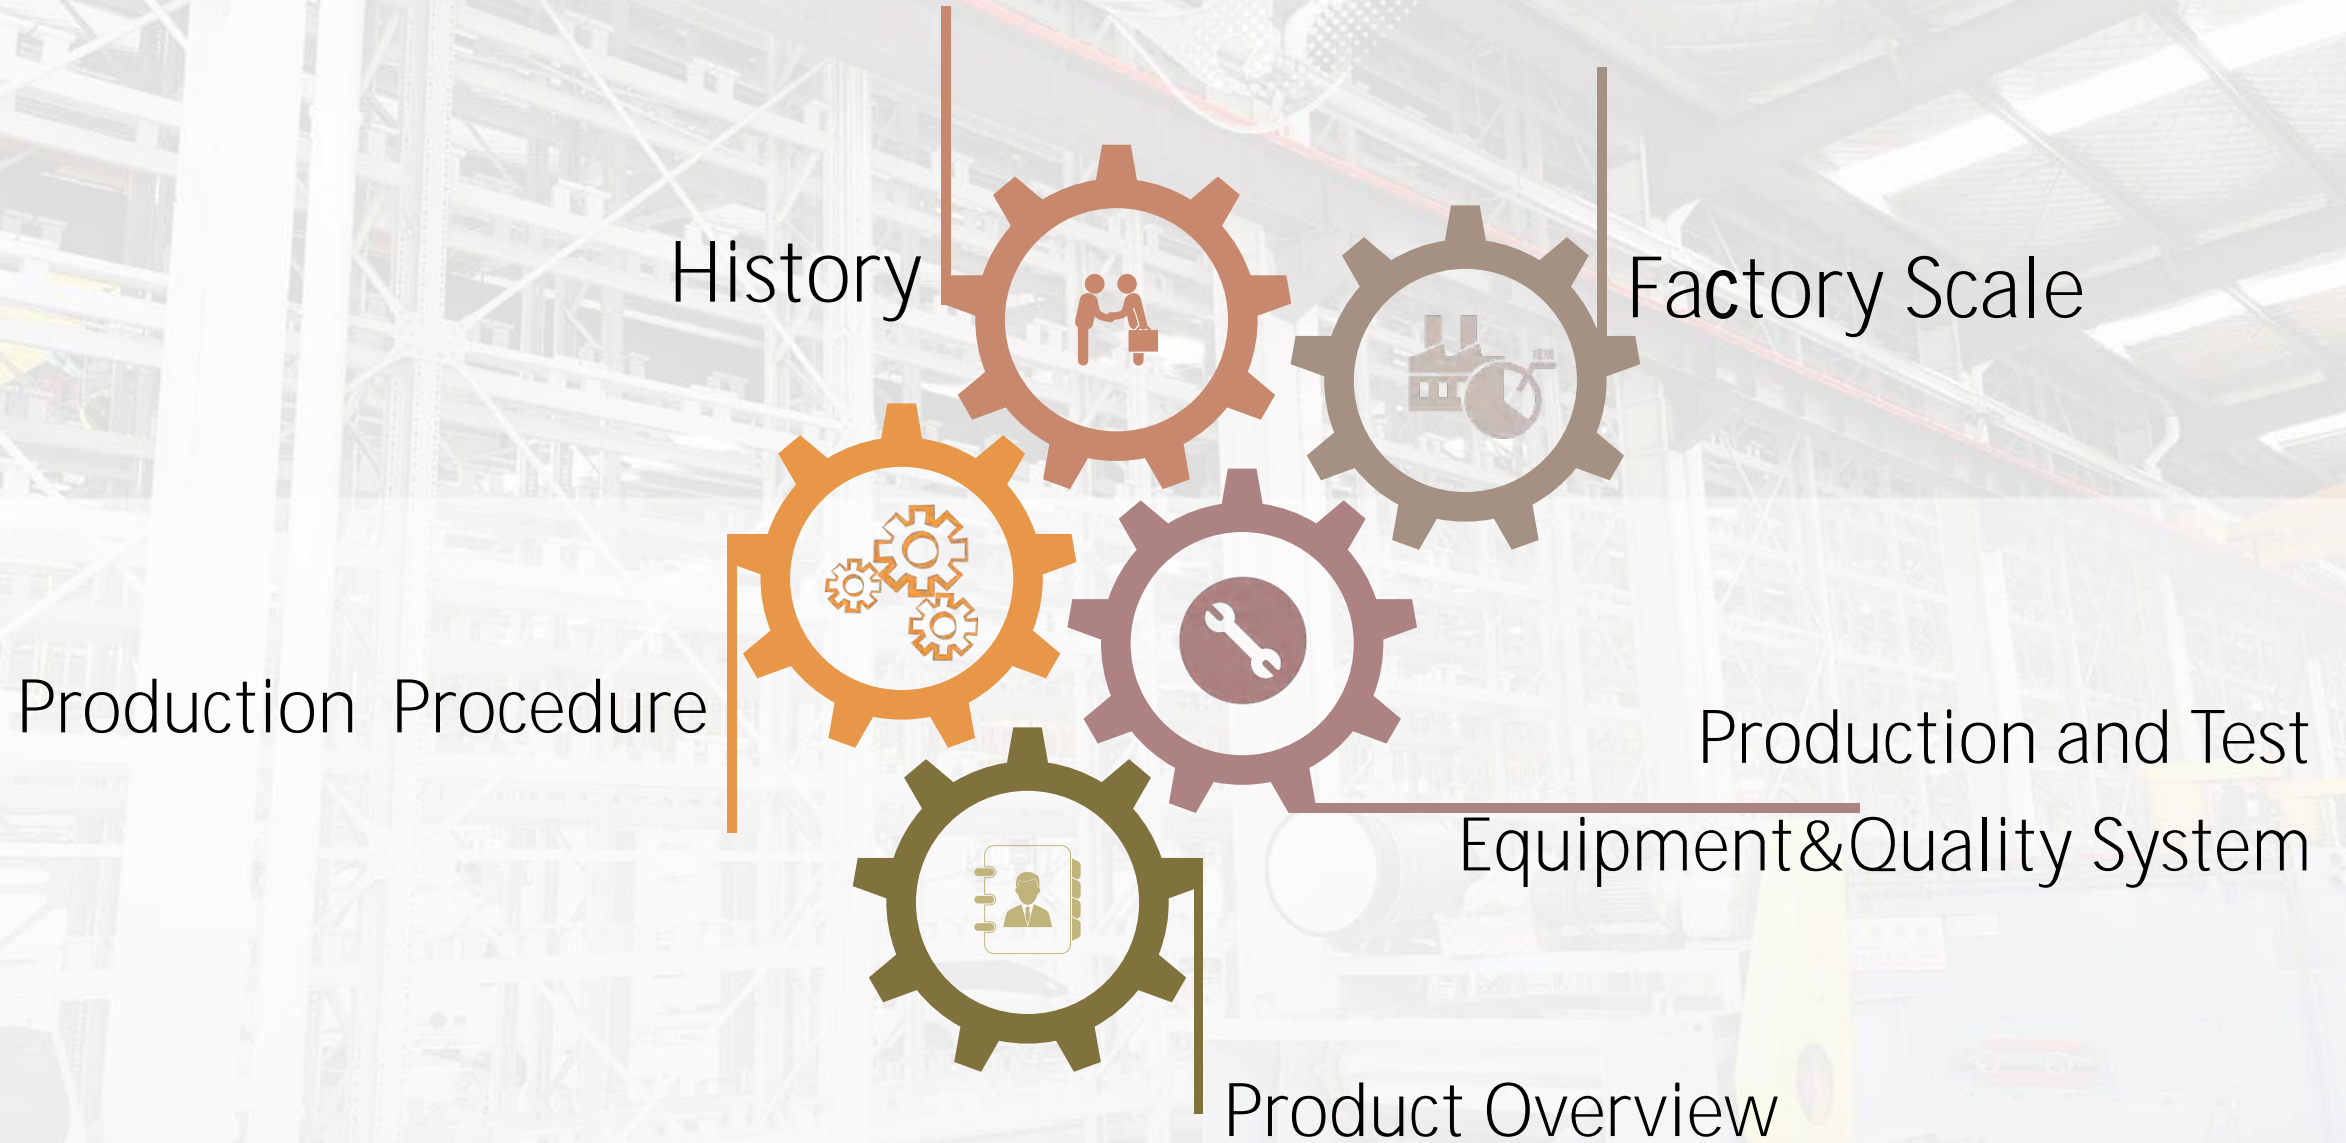 History
Factory Scale
Production Procedure
Production and Test
Equipment&Quality System
Product Overview